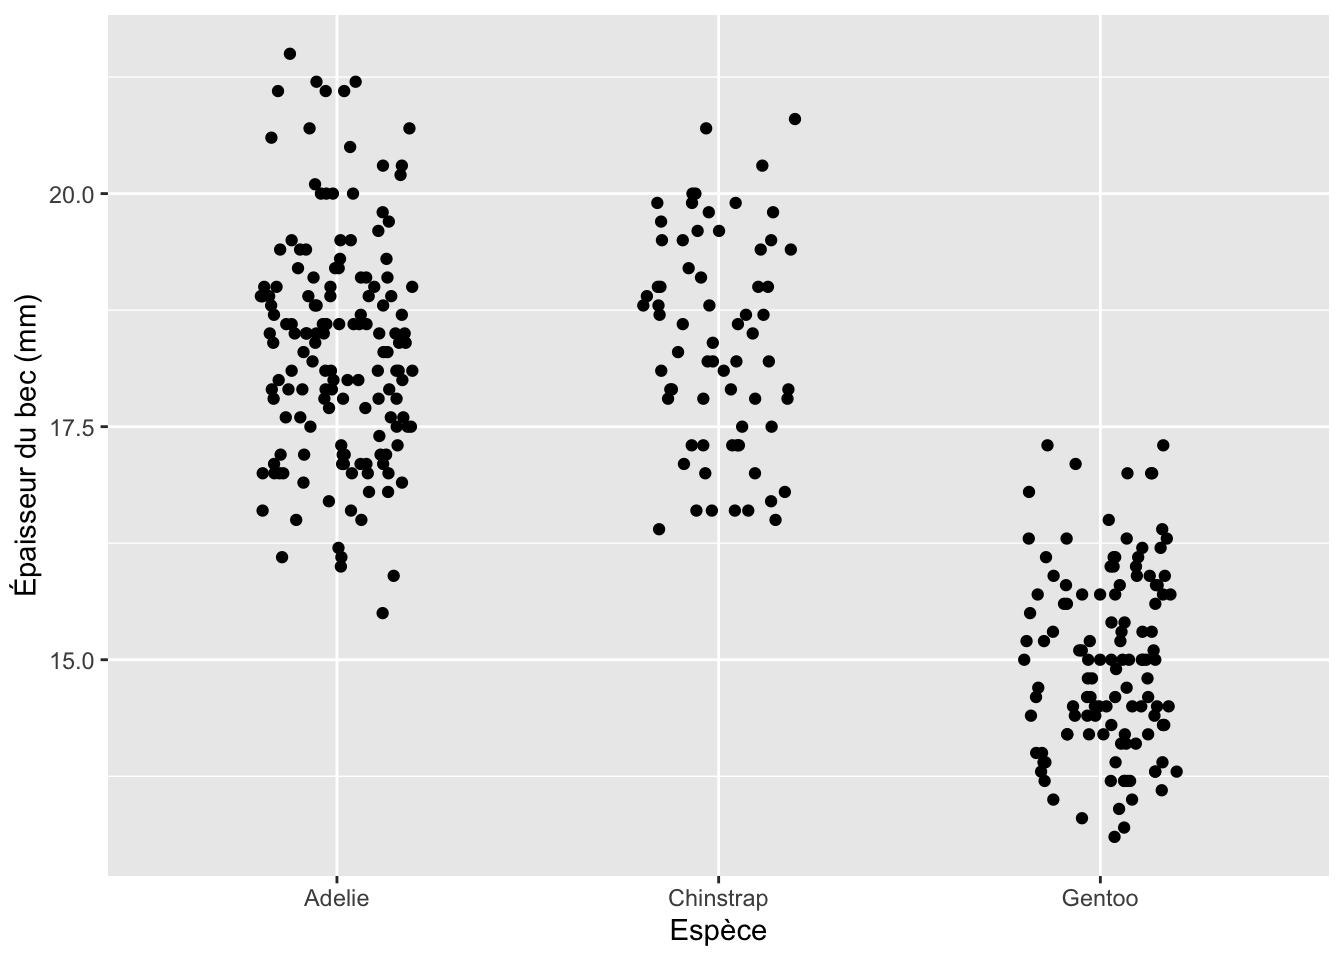 Épaisseur du bec (mm)
20.0
17.5
15.0
Adelie
Chinstrap
Gentoo
Espèce